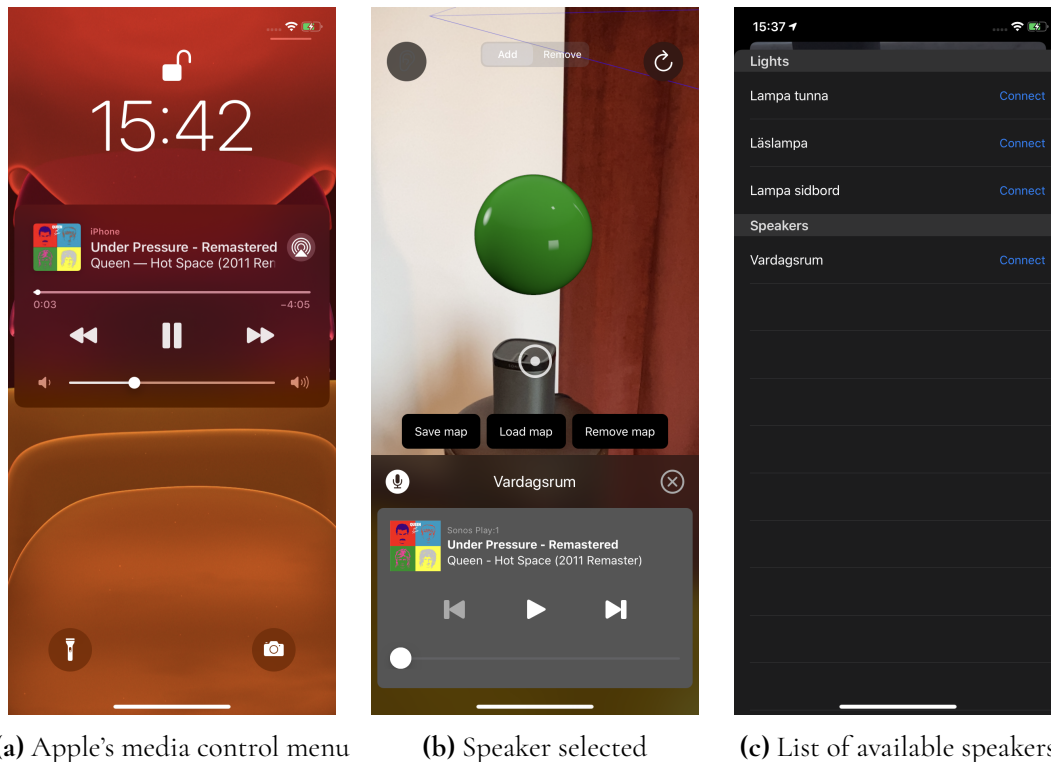 15:42
iPhone
Under Pressure - Remastered
Queen — Hot Space (2011 Rem
0:03
−4:05
Add
Remove
Save map
Load map
Remove map
Vardagsrum
Sonos Play:1
Under Pressure - Remastered
Queen - Hot Space (2011 Remaster)
15:37
Lights
Lampa tunna
Connect
Läslampa
Connect
Lampa sidbord
Connect
Speakers
Vardagsrum
Connect
(a) Apple's media control menu
(b) Speaker selected
(c) List of available speakers